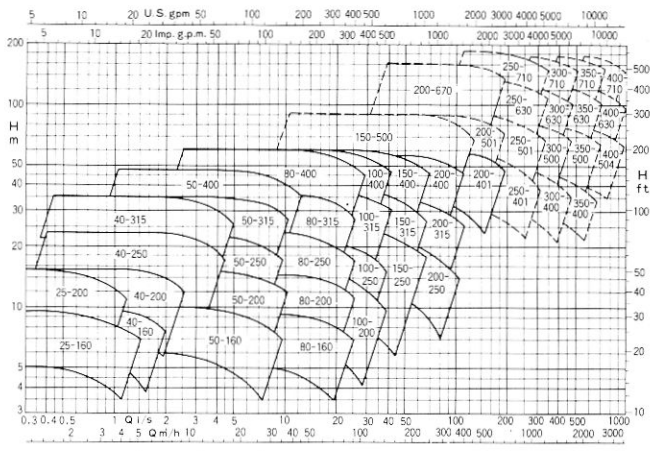 5 10 U.S. gpm 50 100 200 300 400 500 1000 2000 3000 4000 5000 10000
5 10 20 Imp. g.p.m. 50 100 200 300 400 500 1000 2000 3000 5000 10000
200
250-710 300-710 350-710 400-710 500
200-670 400
250-630 300-630 350-630 400-630
100 300
H m 150-500 200-501 250-501 300-500 350-500 400-504 200
50 80-400 100-400 150-400 200-400 200-401 H ft
40 50-400 250-401 300-400 350-400
30 40-315 50-315 80-315 100-315 150-315 200-315 100
20 40-250 50-250 80-250 100-250 150-250 200-250 50
25-200 40-200 50-200 80-200 40
10 40-160 100-200 30
25-160 50-160 80-160 20
5
4
3 10
0.3 0.4 0.5 1 Q l/s 2 3 4 5 10 20 30 40 50 100 200 300 400 500 1000
2 3 4 5 Q m³/h 10 20 30 40 50 100 200 300 400 500 1000 2000 3000